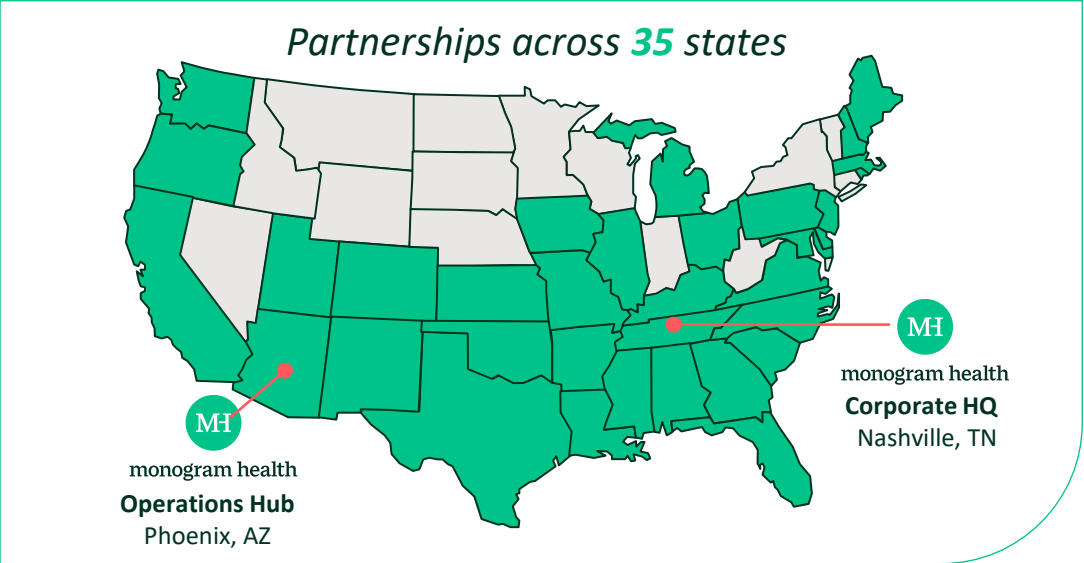 Partnerships across 35 states
MH
monogram health
Corporate HQ
Nashville, TN
MH
monogram health
Operations Hub
Phoenix, AZ